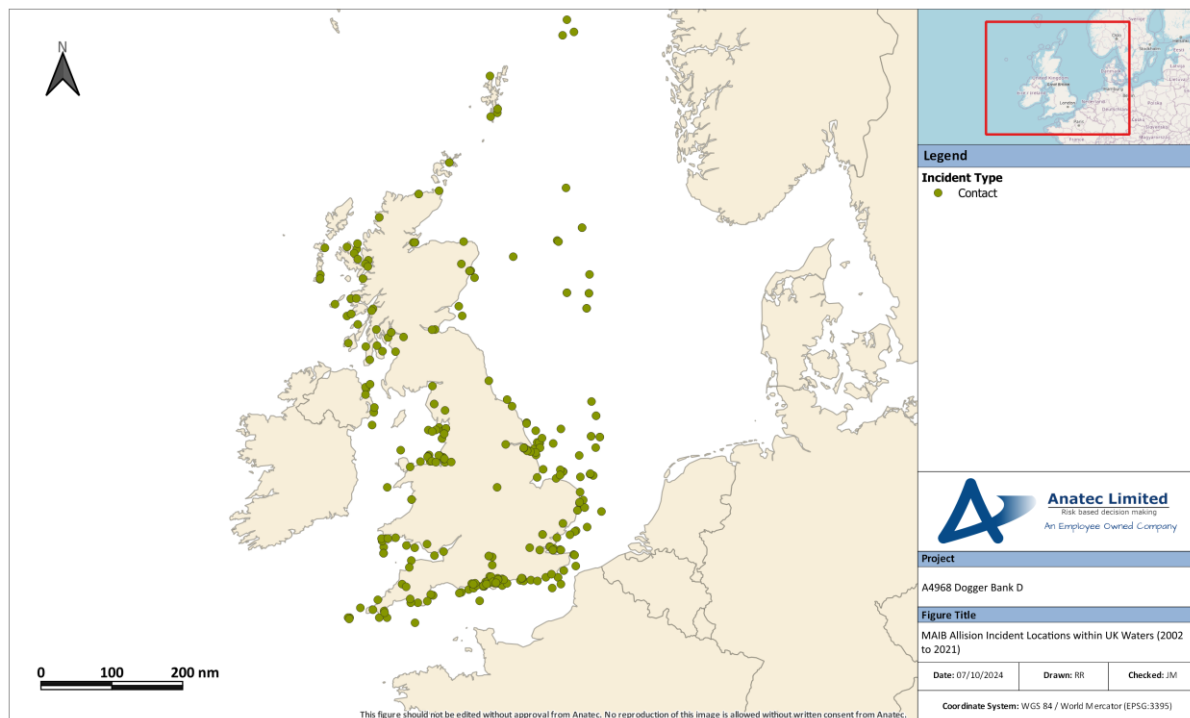 N
0 100 200 nm
This figure should not be edited without approval from Anatec. No reproduction of this image is allowed without written consent from Anatec.
Legend
Incident Type
Contact
Anatec Limited
Risk based decision making
An Employee Owned Company
Project
A4968 Dogger Bank D
Figure Title
MAIB Allision Incident Locations within UK Waters (2002
to 2021)
Date: 07/10/2024 Drawn: RR Checked: JM
Coordinate System: WGS 84 / World Mercator (EPSG:3395)